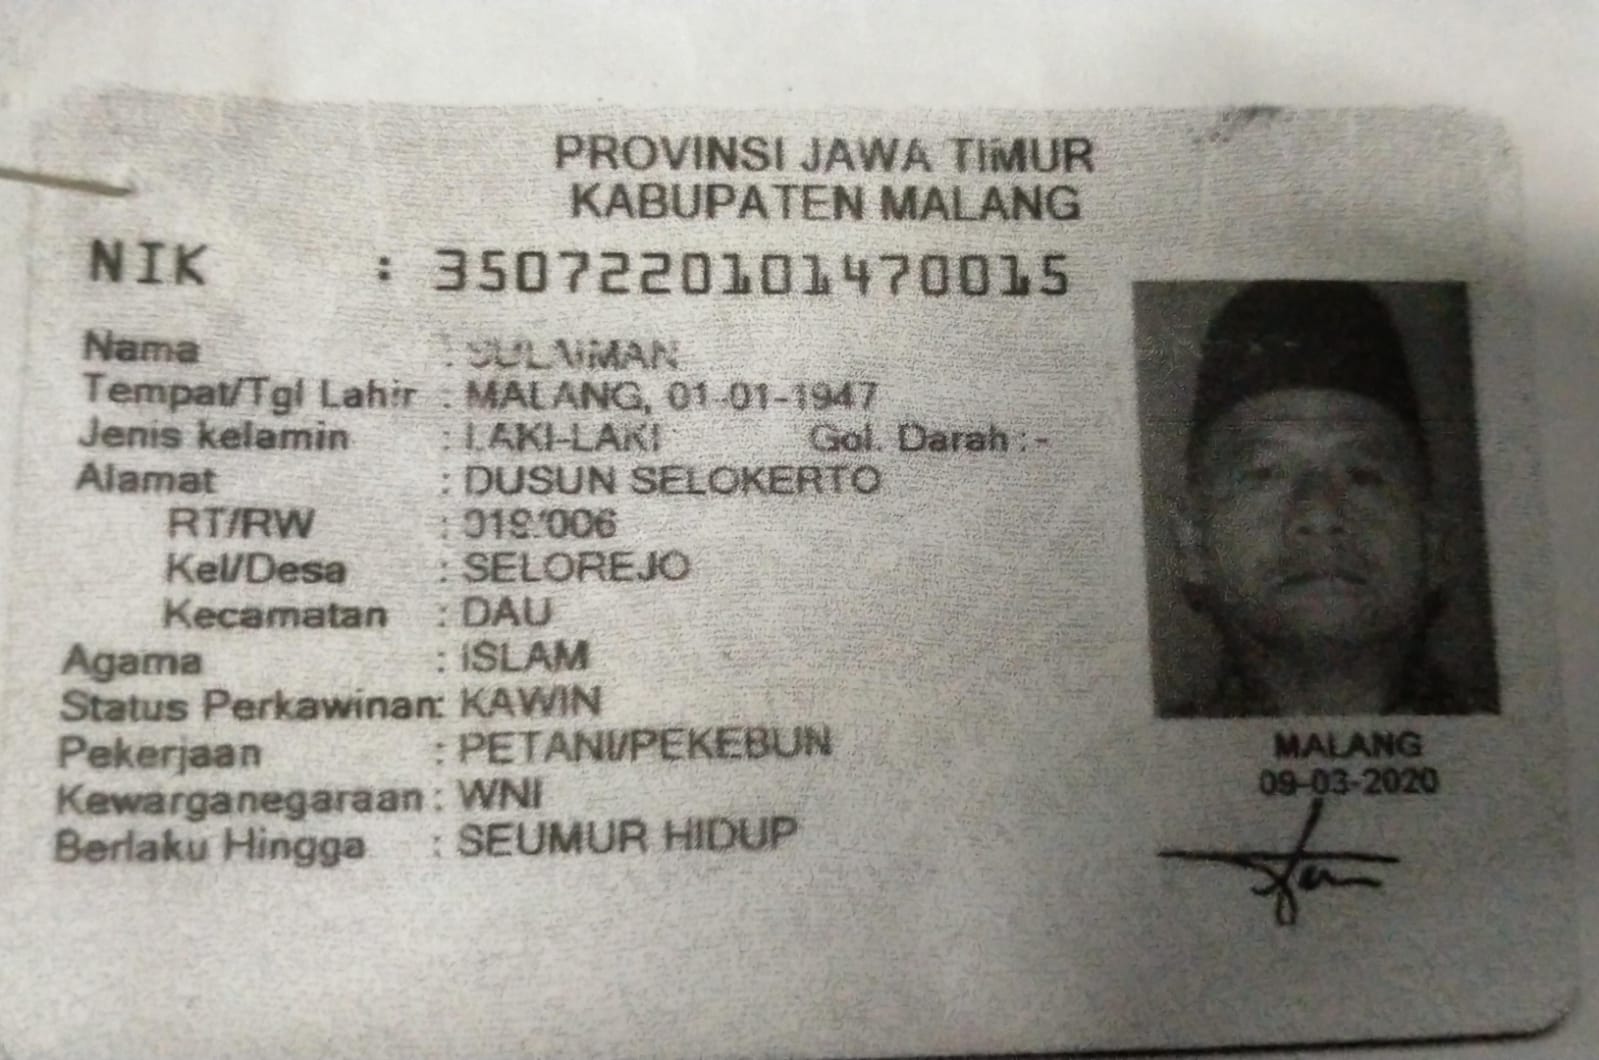 PROVINSI JAWA TIMUR
KABUPATEN MALANG
NIK : 3507220101470015
Nama : SULAIMAN
Tempat/Tgl Lahir : MALANG, 01-01-1947
Jenis kelamin : LAKI-LAKI Gol. Darah : -
Alamat : DUSUN SELOKERTO
RT/RW :
Kel/Desa : SELOREJO
Kecamatan : DAU
Agama : ISLAM
Status Perkawinan: KAWIN
Pekerjaan : PETANI/PEKEBUN
Kewarganegaraan : WNI
Berlaku Hingga : SEUMUR HIDUP
MALANG
09-03-2020